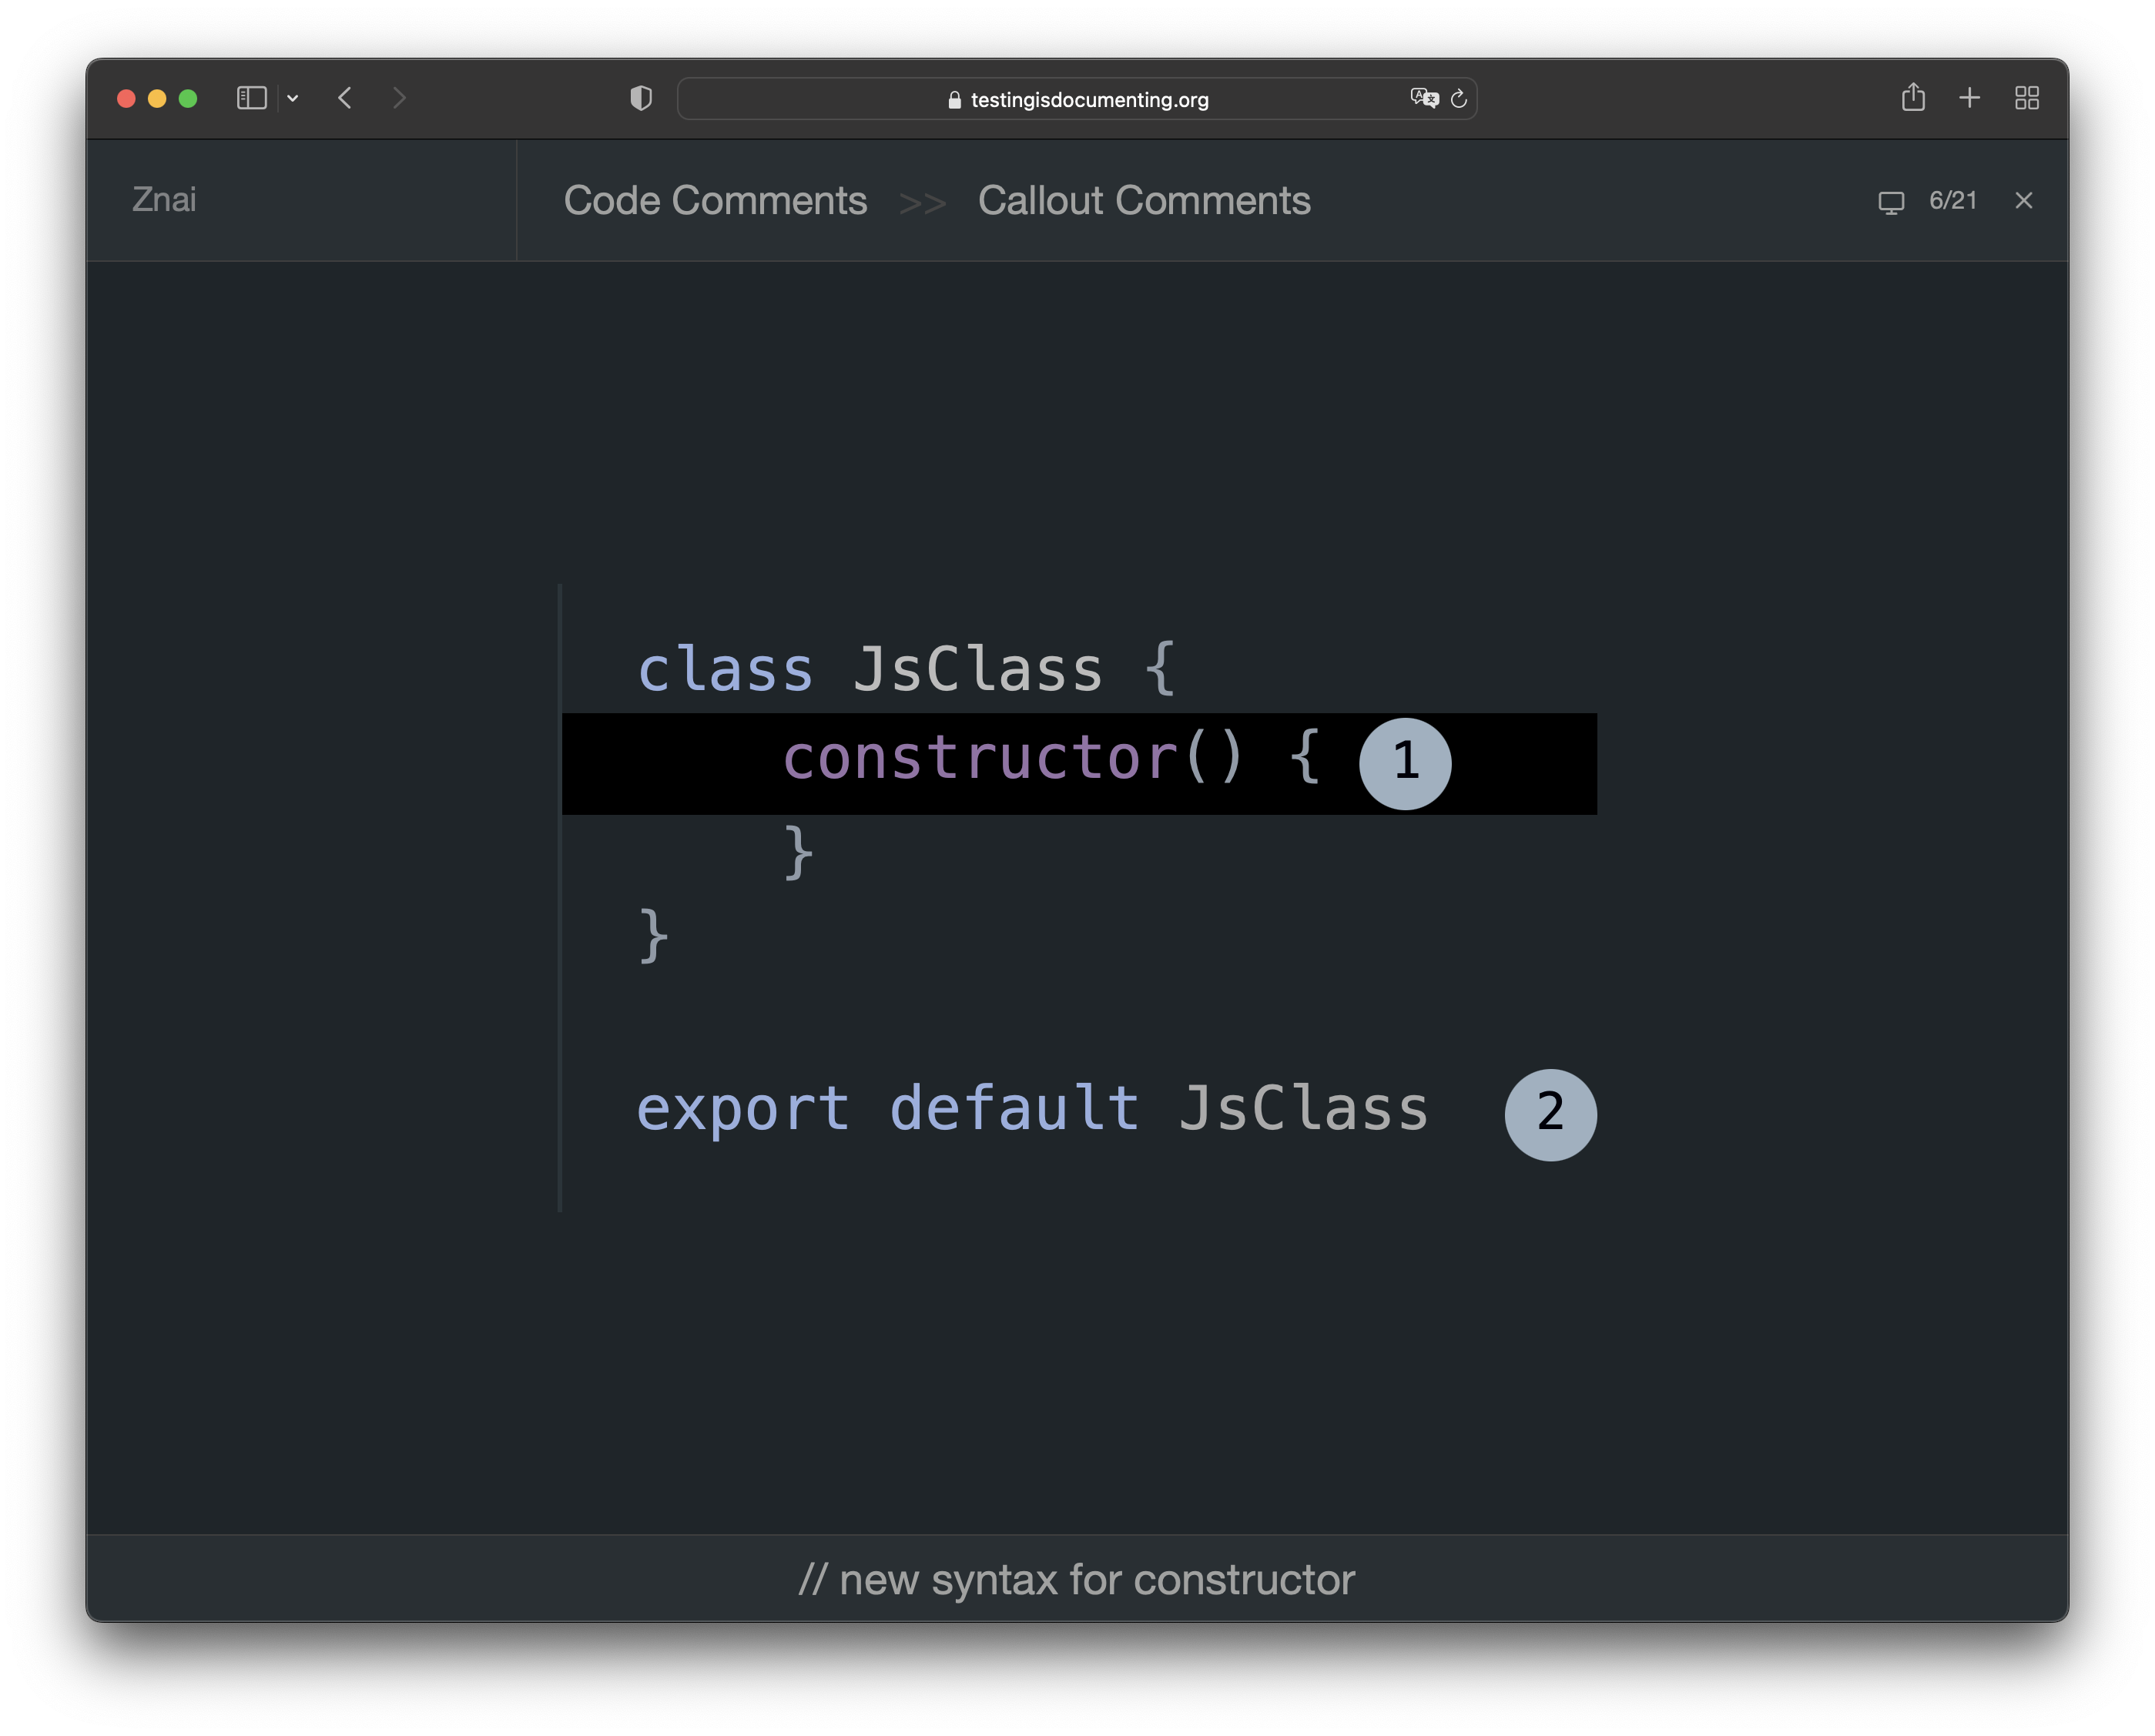 testingisdocumenting.org
Znai
Code Comments >> Callout Comments
6/21
class JsClass {
    constructor() { 1
    }
}
export default JsClass 2
// new syntax for constructor